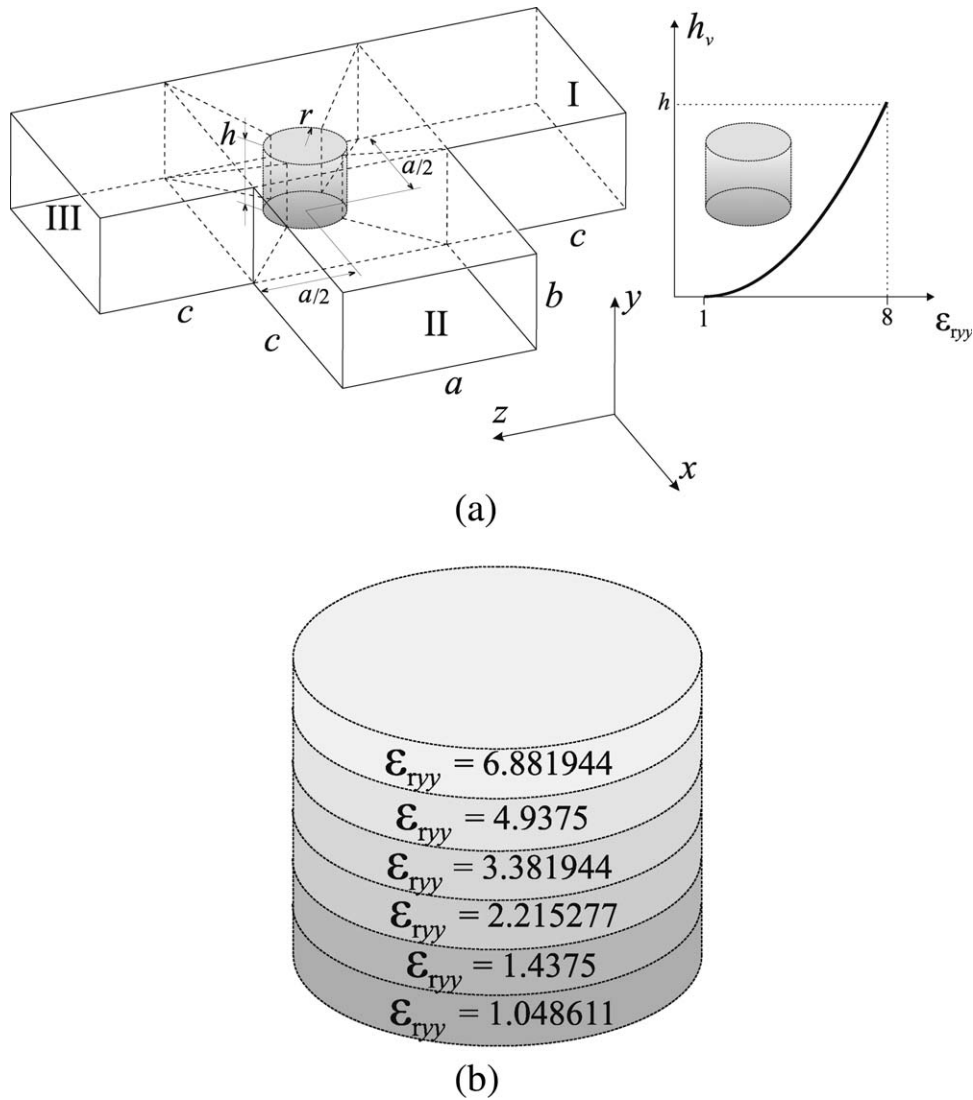 I
II
III
h
r
a/2
a/2
c
c
c
b
a
y
z
x
h_v
h
1
8
ε_ryy
(a)
ε_ryy = 6.881944
ε_ryy = 4.9375
ε_ryy = 3.381944
ε_ryy = 2.215277
ε_ryy = 1.4375
ε_ryy = 1.048611
(b)